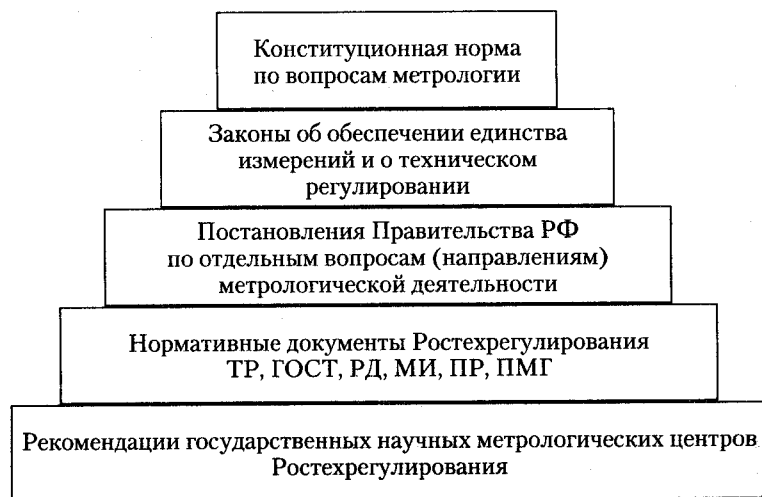 Конституционная норма
по вопросам метрологии
Законы об обеспечении единства
измерений и о техническом
регулировании
Постановления Правительства РФ
по отдельным вопросам (направлениям)
метрологической деятельности
Нормативные документы Ростехрегулирования
ТР, ГОСТ, РД, МИ, ПР, ПМГ
Рекомендации государственных научных метрологических центров
Ростехрегулирования